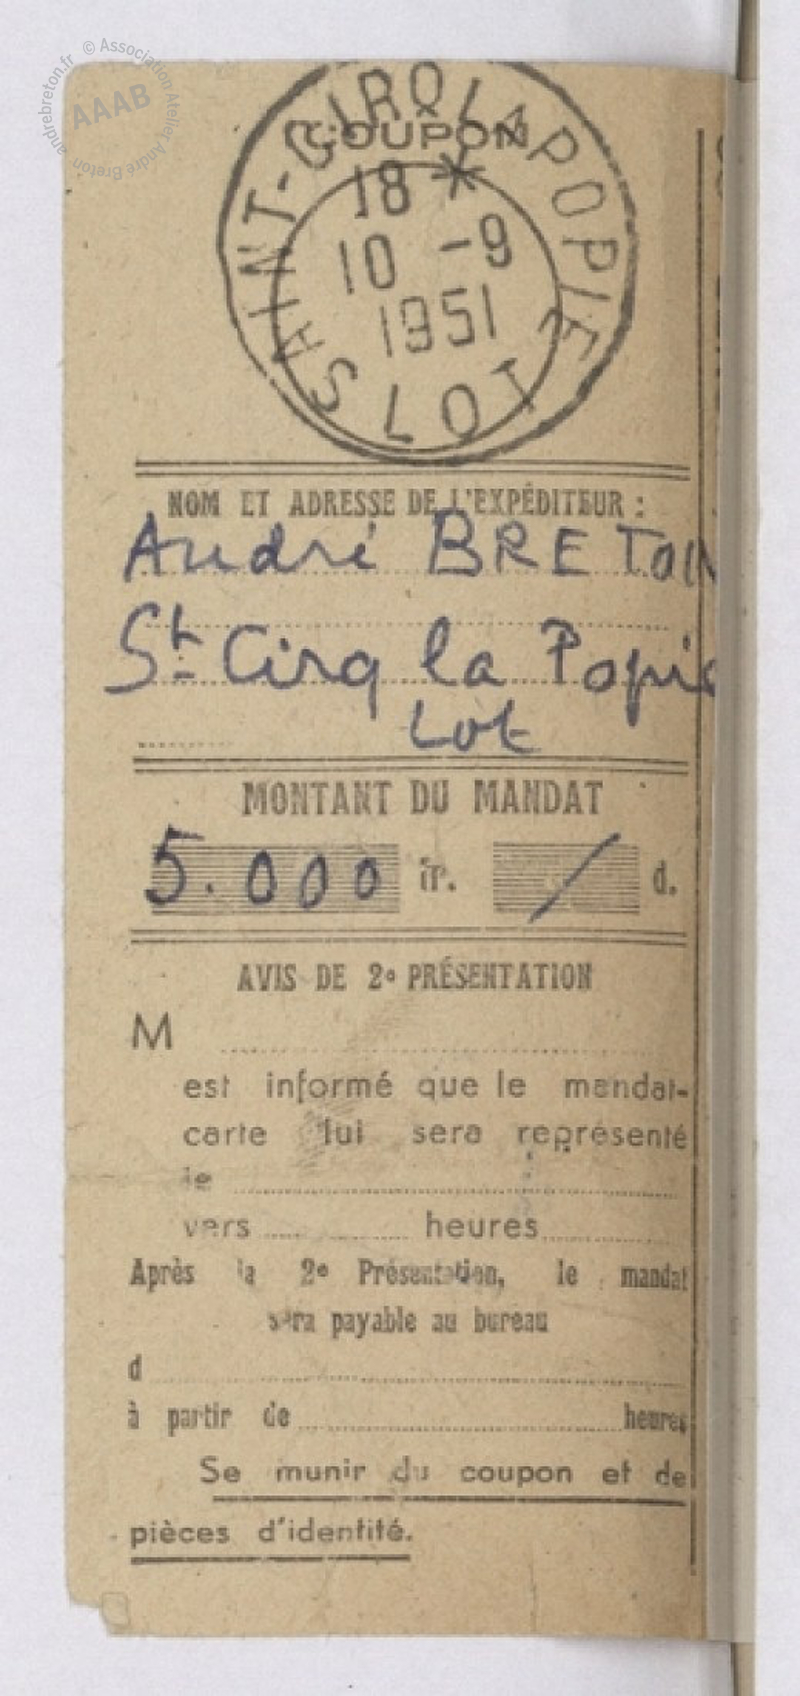 © Association Atelier André Breton andrebreton.fr
AAAB
COUPON
SAINT-CIRQ LAPOPIE LOT
18 *
10 -9
1951
NOM ET ADRESSE DE L'EXPÉDITEUR :
André BRETON
St Cirq la Popie
Lot
MONTANT DU MANDAT
5.000 fr. / d.
AVIS DE 2e PRÉSENTATION
M
est informé que le mandat-
carte lui sera représenté
le
vers heures
Après la 2e Présentation, le mandat
sera payable au bureau
d
à partir de heures
Se munir du coupon et de
pièces d'identité.